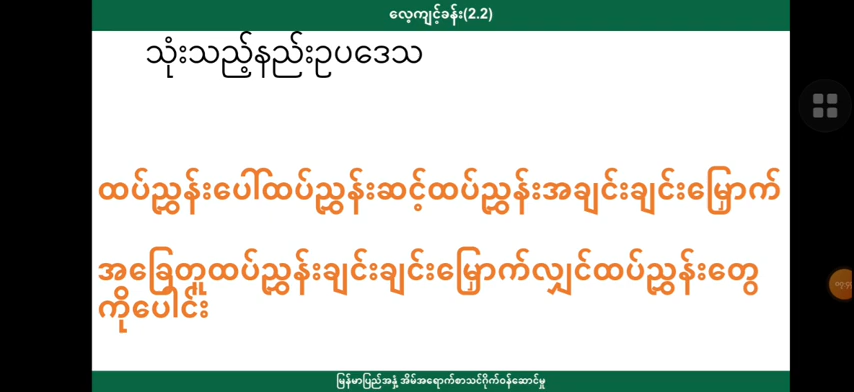 လေ့ကျင့်ခန်း(2.2)
သုံးသည့်နည်းဥပဒေသ
ထပ်ညွှန်းပေါ်ထပ်ညွှန်းဆင့်ထပ်ညွှန်းအချင်းချင်းမြှောက်
အခြေတူထပ်ညွှန်းချင်းချင်းမြှောက်လျှင်ထပ်ညွှန်းတွေ
ကိုပေါင်း
မြန်မာပြည်အနှံ့ အိမ်အရောက်စာသင်ဂိုက်ဝန်ဆောင်မှု